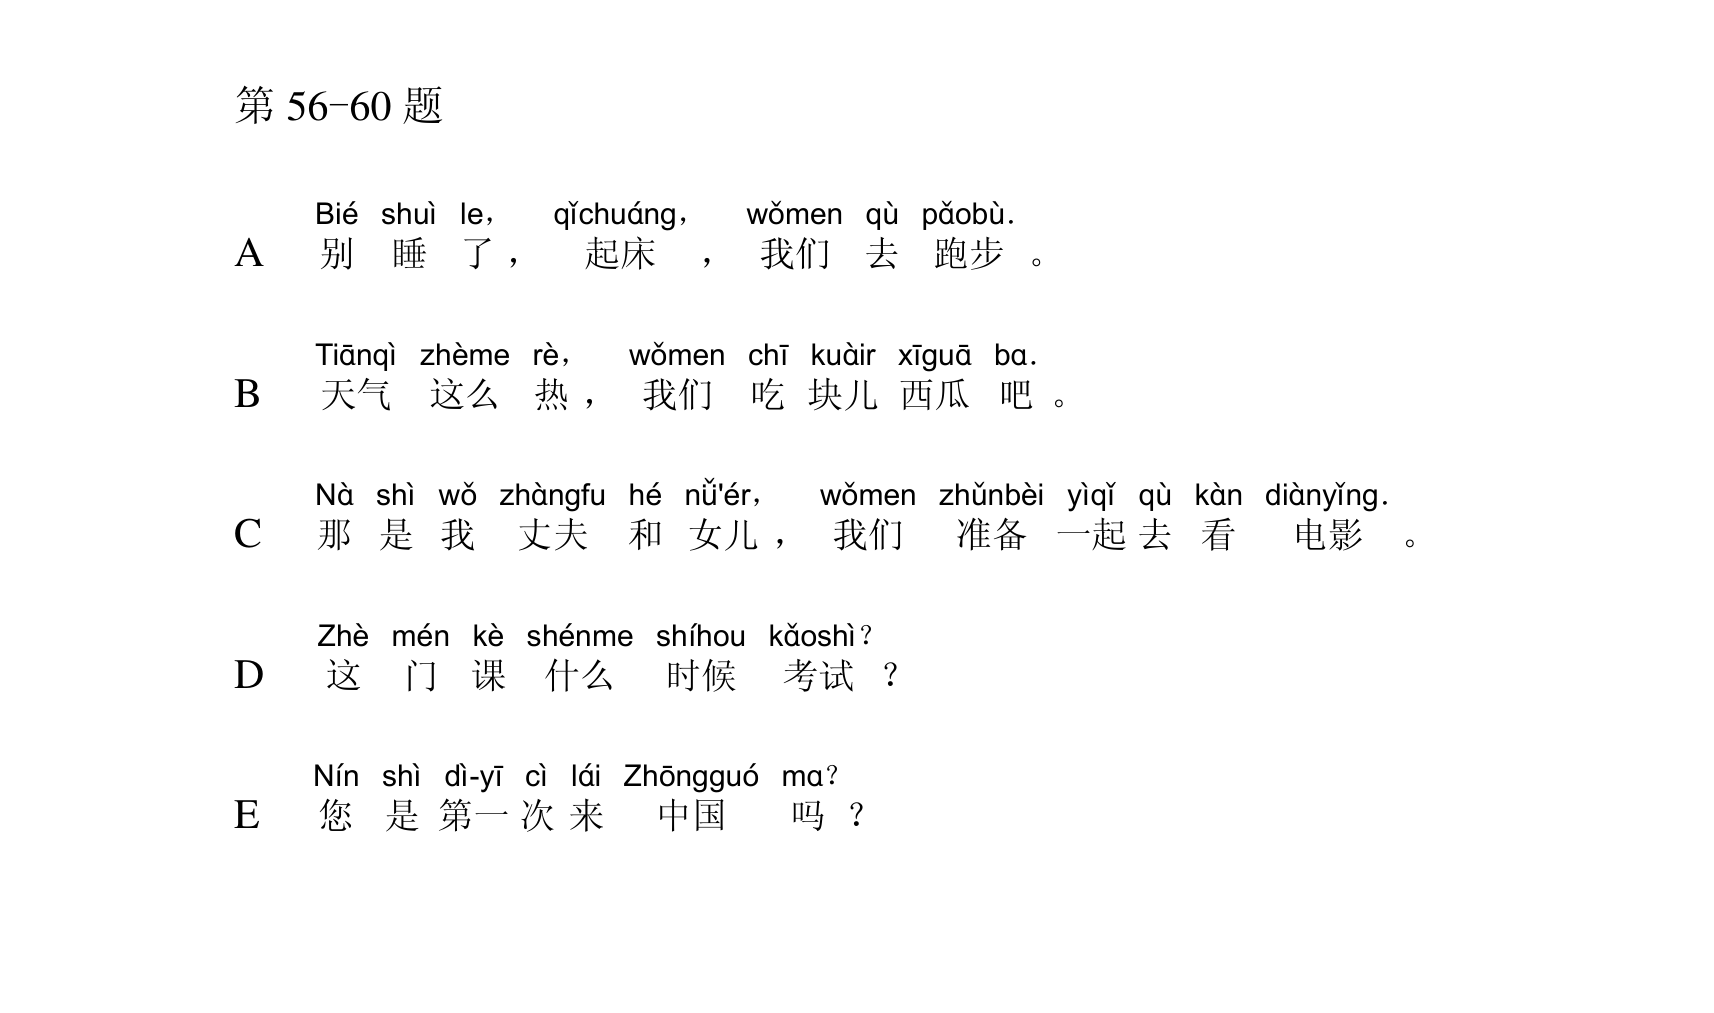 第 56-60 题
Bié shuì le， qǐchuáng， wǒmen qù pǎobù.
A 别 睡 了， 起床 ， 我们 去 跑步 。
Tiānqì zhème rè， wǒmen chī kuàir xīguā ba.
B 天气 这么 热， 我们 吃 块儿 西瓜 吧 。
Nà shì wǒ zhàngfu hé nǚ'ér， wǒmen zhǔnbèi yìqǐ qù kàn diànyǐng.
C 那 是 我 丈夫 和 女儿， 我们 准备 一起 去 看 电影 。
Zhè mén kè shénme shíhou kǎoshì？
D 这 门 课 什么 时候 考试 ？
Nín shì dì-yī cì lái Zhōngguó ma？
E 您 是 第一 次 来 中国 吗 ？